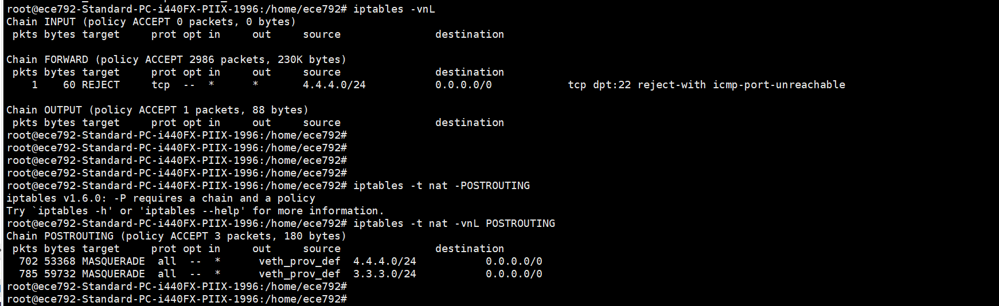 root@ece792-Standard-PC-i440FX-PIIX-1996:/home/ece792# iptables -vnL
Chain INPUT (policy ACCEPT 0 packets, 0 bytes)
 pkts bytes target     prot opt in     out     source               destination

Chain FORWARD (policy ACCEPT 2986 packets, 230K bytes)
 pkts bytes target     prot opt in     out     source               destination
    1    60 REJECT     tcp  --  *      *       4.4.4.0/24           0.0.0.0/0            tcp dpt:22 reject-with icmp-port-unreachable

Chain OUTPUT (policy ACCEPT 1 packets, 88 bytes)
 pkts bytes target     prot opt in     out     source               destination
root@ece792-Standard-PC-i440FX-PIIX-1996:/home/ece792#
root@ece792-Standard-PC-i440FX-PIIX-1996:/home/ece792#
root@ece792-Standard-PC-i440FX-PIIX-1996:/home/ece792#
root@ece792-Standard-PC-i440FX-PIIX-1996:/home/ece792#
root@ece792-Standard-PC-i440FX-PIIX-1996:/home/ece792# iptables -t nat -POSTROUTING
iptables v1.6.0: -P requires a chain and a policy
Try `iptables -h' or 'iptables --help' for more information.
root@ece792-Standard-PC-i440FX-PIIX-1996:/home/ece792# iptables -t nat -vnL POSTROUTING
Chain POSTROUTING (policy ACCEPT 3 packets, 180 bytes)
 pkts bytes target     prot opt in     out     source               destination
  702 53368 MASQUERADE  all  --  *      veth_prov_def  4.4.4.0/24           0.0.0.0/0
  785 59732 MASQUERADE  all  --  *      veth_prov_def  3.3.3.0/24           0.0.0.0/0
root@ece792-Standard-PC-i440FX-PIIX-1996:/home/ece792#
root@ece792-Standard-PC-i440FX-PIIX-1996:/home/ece792#